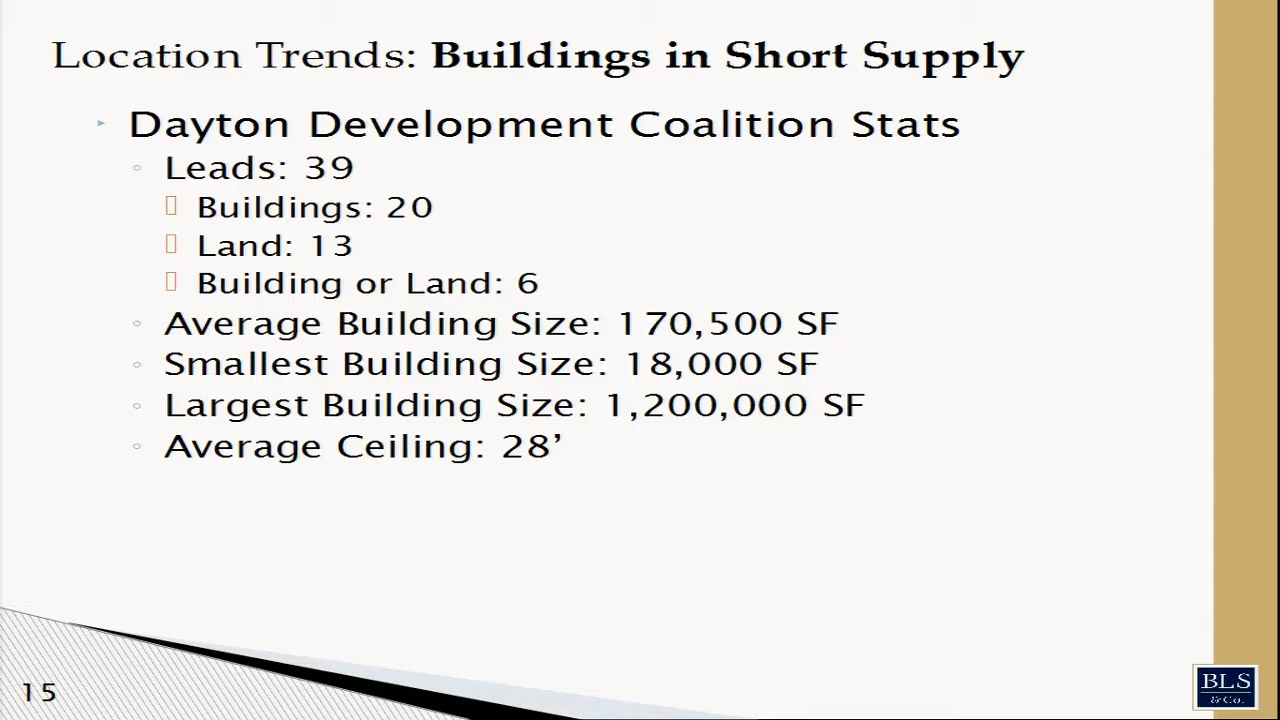 Location Trends: Buildings in Short Supply
Dayton Development Coalition Stats
Leads: 39
Buildings: 20
Land: 13
Building or Land: 6
Average Building Size: 170,500 SF
Smallest Building Size: 18,000 SF
Largest Building Size: 1,200,000 SF
Average Ceiling: 28’
15
BLS
& Co.